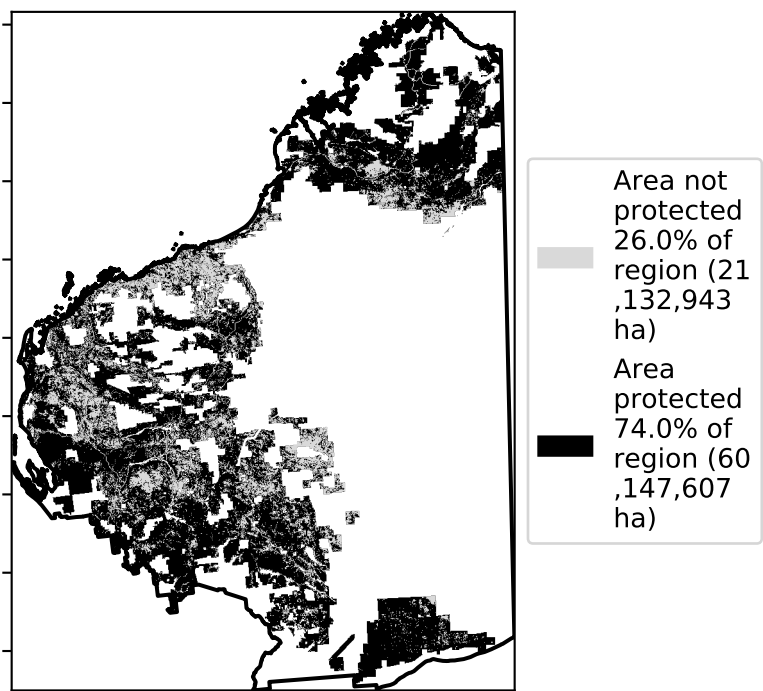 Area not
protected
26.0% of
region (21
,132,943
ha)
Area
protected
74.0% of
region (60
,147,607
ha)